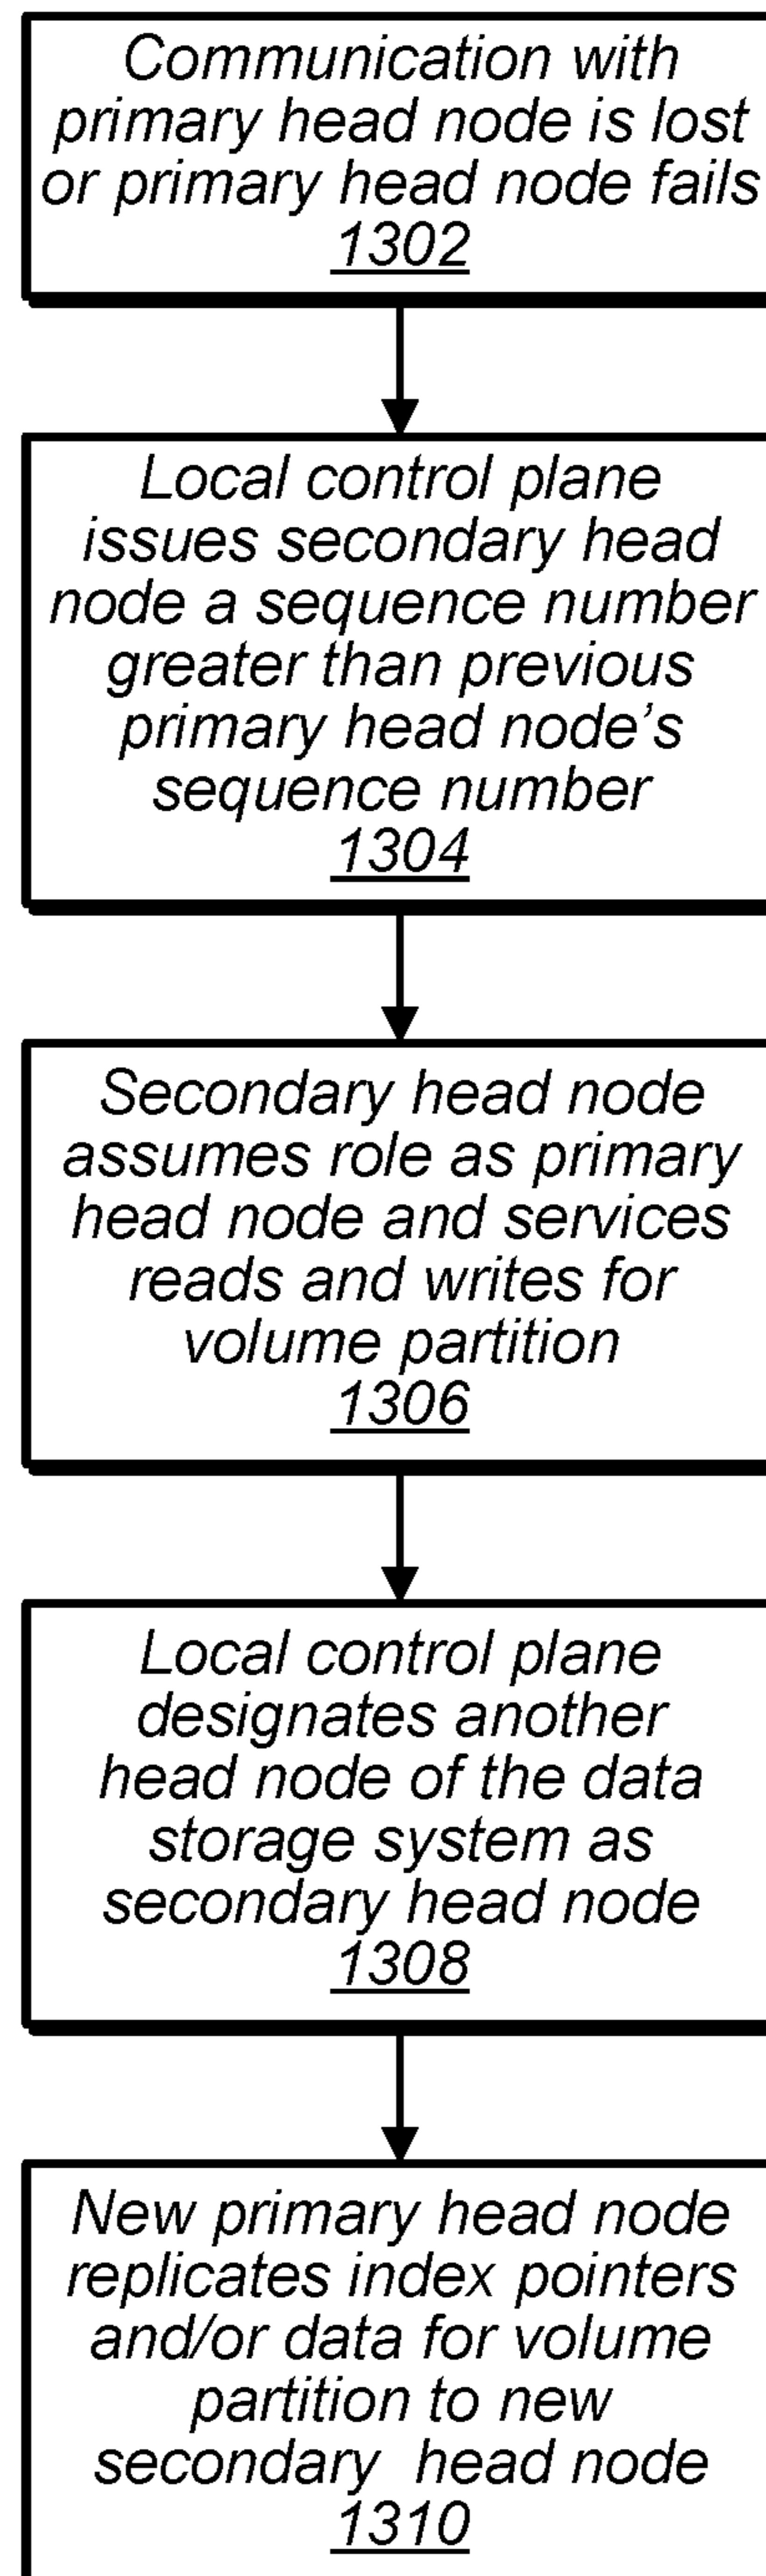 Communication with
primary head node is lost
or primary head node fails
1302
Local control plane
issues secondary head
node a sequence number
greater than previous
primary head node’s
sequence number
1304
Secondary head node
assumes role as primary
head node and services
reads and writes for
volume partition
1306
Local control plane
designates another
head node of the data
storage system as
secondary head node
1308
New primary head node
replicates index pointers
and/or data for volume
partition to new
secondary head node
1310